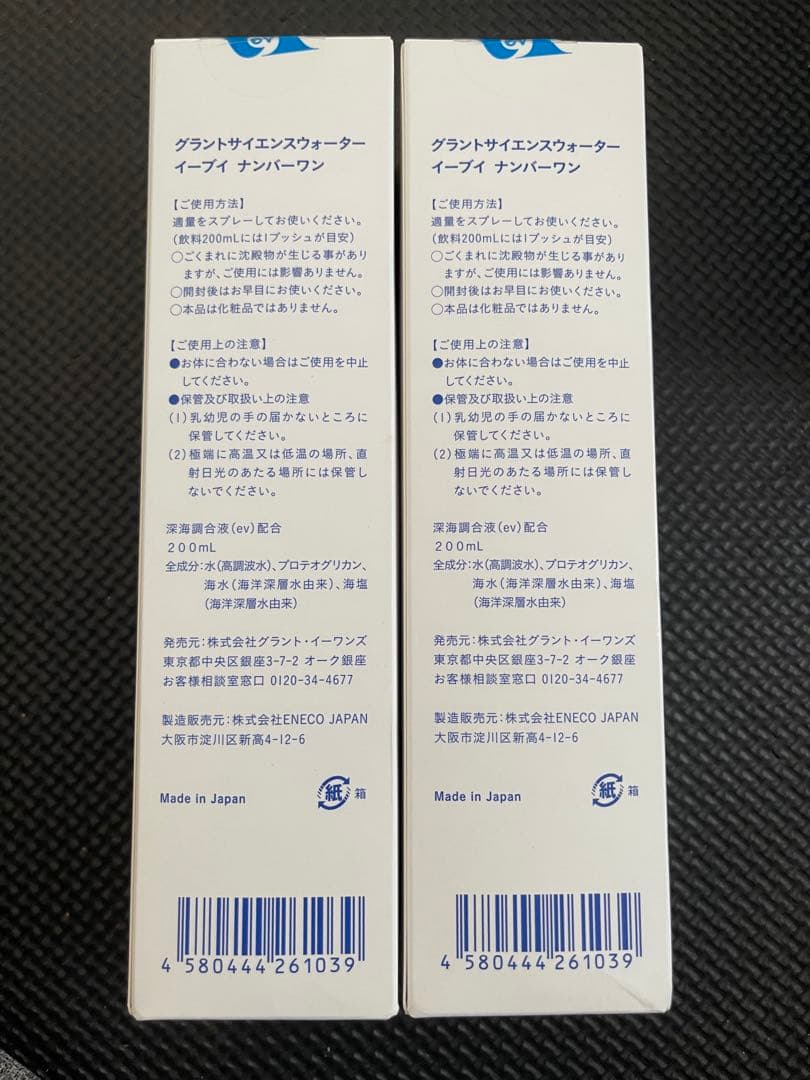 グラントサイエンスウォーター
イーブイ ナンバーワン
【ご使用方法】
適量をスプレーしてお使いください。
(飲料200mLには1プッシュが目安)
○ごくまれに沈殿物が生じる事があり
ますが、ご使用には影響ありません。
○開封後はお早目にお使いください。
○本品は化粧品ではありません。
【ご使用上の注意】
●お体に合わない場合はご使用を中止
してください。
●保管及び取扱い上の注意
(1)乳幼児の手の届かないところに
保管してください。
(2)極端に高温又は低温の場所、直
射日光のあたる場所には保管し
ないでください。
深海調合液(ev)配合
200mL
全成分:水(高調波水)、プロテオグリカン、
海水(海洋深層水由来)、海塩
(海洋深層水由来)
発売元:株式会社グラント・イーワンズ
東京都中央区銀座3-7-2 オーク銀座
お客様相談室窓口 0120-34-4677
製造販売元:株式会社ENECO JAPAN
大阪市淀川区新高4-12-6
Made in Japan
紙 箱
4 580444 261039
グラントサイエンスウォーター
イーブイ ナンバーワン
【ご使用方法】
適量をスプレーしてお使いください。
(飲料200mLには1プッシュが目安)
○ごくまれに沈殿物が生じる事があり
ますが、ご使用には影響ありません。
○開封後はお早目にお使いください。
○本品は化粧品ではありません。
【ご使用上の注意】
●お体に合わない場合はご使用を中止
してください。
●保管及び取扱い上の注意
(1)乳幼児の手の届かないところに
保管してください。
(2)極端に高温又は低温の場所、直
射日光のあたる場所には保管し
ないでください。
深海調合液(ev)配合
200mL
全成分:水(高調波水)、プロテオグリカン、
海水(海洋深層水由来)、海塩
(海洋深層水由来)
発売元:株式会社グラント・イーワンズ
東京都中央区銀座3-7-2 オーク銀座
お客様相談室窓口 0120-34-4677
製造販売元:株式会社ENECO JAPAN
大阪市淀川区新高4-12-6
Made in Japan
紙 箱
4 580444 261039